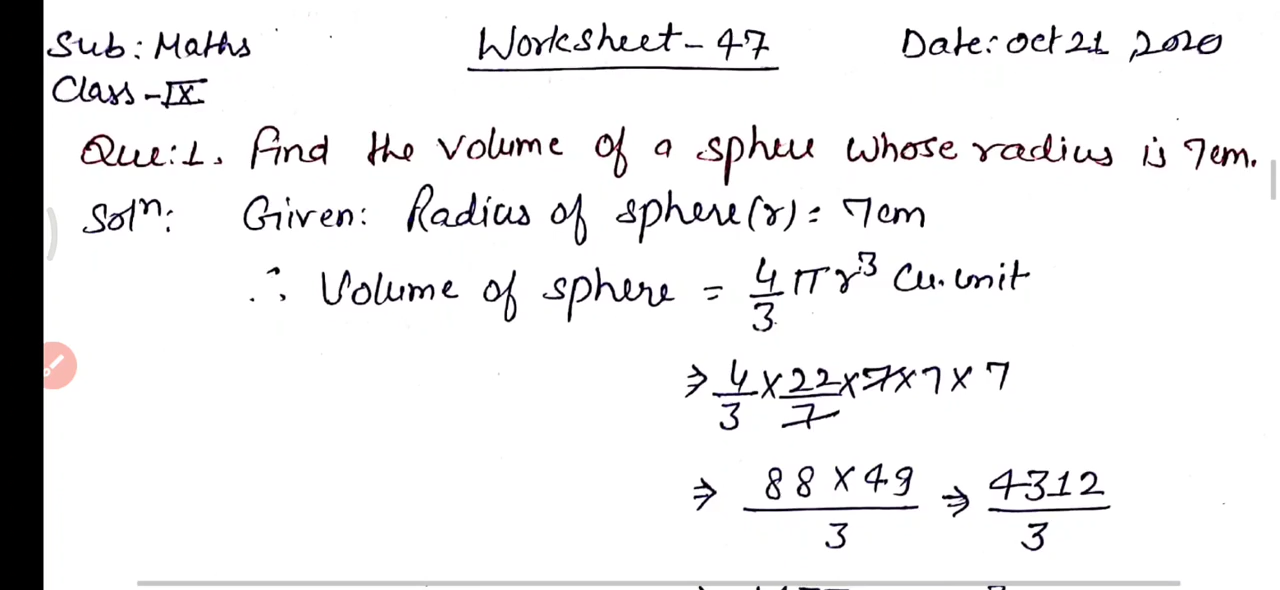 Sub: Maths Worksheet-47 Date: Oct 21, 2020
Class-IX
Que:1. Find the volume of a sphere whose radius is 7cm.
Soln: Given: Radius of sphere(r) = 7cm
∴ Volume of sphere = 4/3 πr³ Cu. unit
⇒ 4/3 × 22/7 × 7 × 7 × 7
⇒ 88 × 49 / 3 ⇒ 4312 / 3